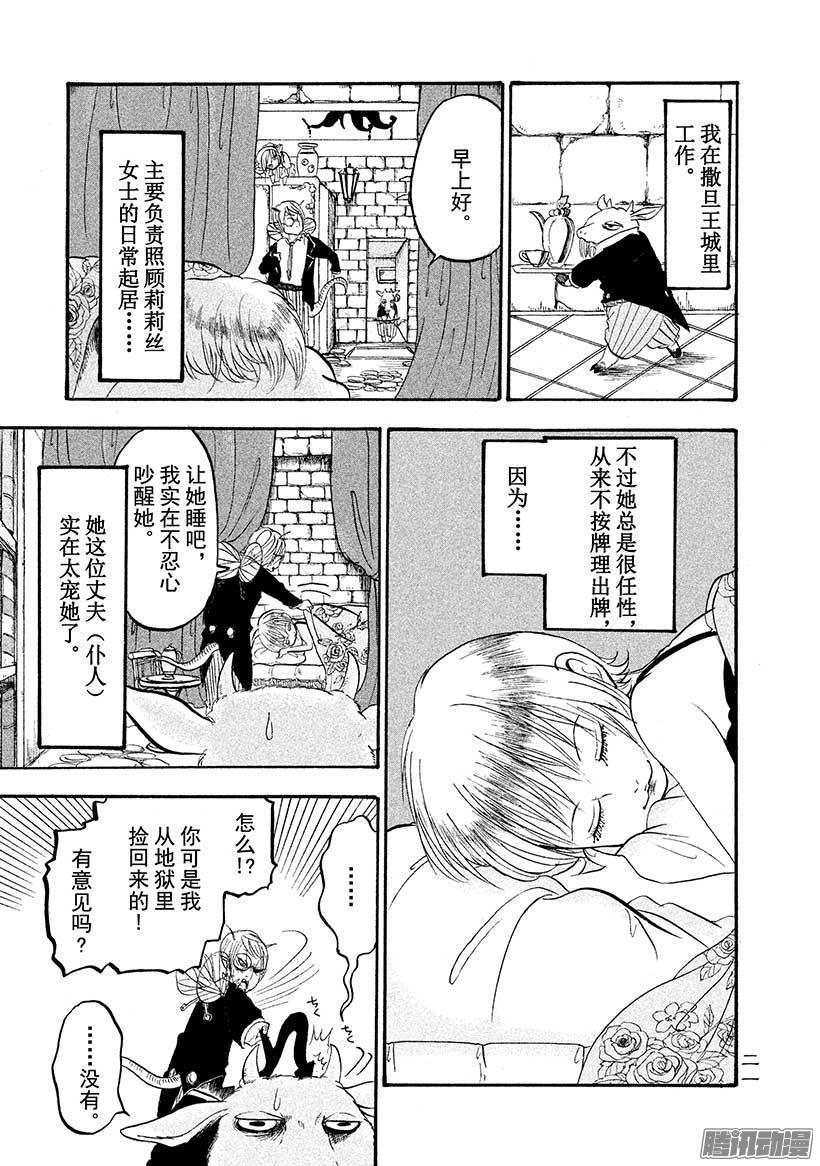 我在撒旦王城里
工作。
早上好。
主要负责照顾莉莉丝
女士的日常起居……
不过她总是很任性，
从来不按牌理出牌，
因为……
让她睡吧，
我实在不忍心
吵醒她。
她这位丈夫（仆人）
实在太宠她了。
……
怎么！？
你可是我
从地狱里
捡回来的！
有意见吗？
……没有。
二一
腾讯动漫